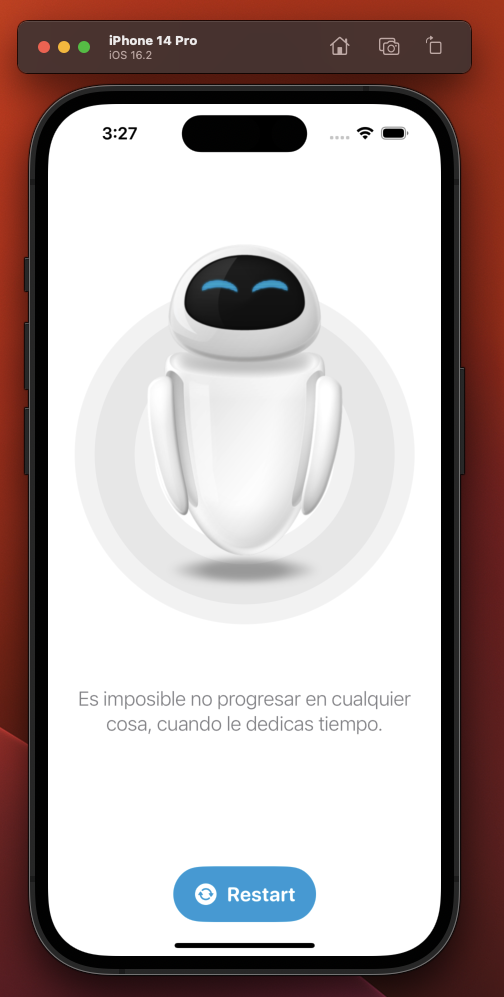 iPhone 14 Pro
iOS 16.2
3:27
Es imposible no progresar en cualquier
cosa, cuando le dedicas tiempo.
Restart